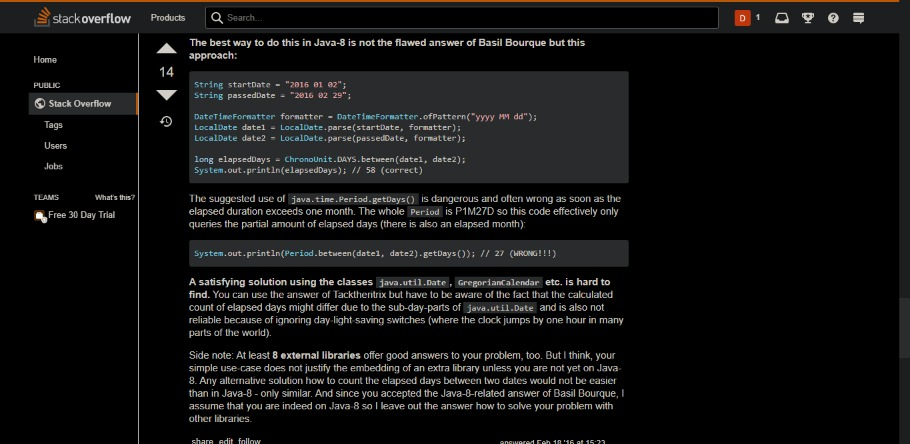 stackoverflow Products Search... D 1
Home
PUBLIC
Stack Overflow
Tags
Users
Jobs
TEAMS What's this?
Free 30 Day Trial
14
The best way to do this in Java-8 is not the flawed answer of Basil Bourque but this
approach:
String startDate = "2016 01 02";
String passedDate = "2016 02 29";
DateTimeFormatter formatter = DateTimeFormatter.ofPattern("yyyy MM dd");
LocalDate date1 = LocalDate.parse(startDate, formatter);
LocalDate date2 = LocalDate.parse(passedDate, formatter);
long elapsedDays = ChronoUnit.DAYS.between(date1, date2);
System.out.println(elapsedDays); // 58 (correct)
The suggested use of java.time.Period.getDays() is dangerous and often wrong as soon as the
elapsed duration exceeds one month. The whole Period is P1M27D so this code effectively only
queries the partial amount of elapsed days (there is also an elapsed month):
System.out.println(Period.between(date1, date2).getDays()); // 27 (WRONG!!!)
A satisfying solution using the classes java.util.Date, GregorianCalendar etc. is hard to
find. You can use the answer of Tackthentrix but have to be aware of the fact that the calculated
count of elapsed days might differ due to the sub-day-parts of java.util.Date and is also not
reliable because of ignoring day-light-saving switches (where the clock jumps by one hour in many
parts of the world).
Side note: At least 8 external libraries offer good answers to your problem, too. But I think, your
simple use-case does not justify the embedding of an extra library unless you are not yet on Java-
8. Any alternative solution how to count the elapsed days between two dates would not be easier
than in Java-8 - only similar. And since you accepted the Java-8-related answer of Basil Bourque, I
assume that you are indeed on Java-8 so I leave out the answer how to solve your problem with
other libraries.
share edit follow answered Feb 18 '16 at 15:23